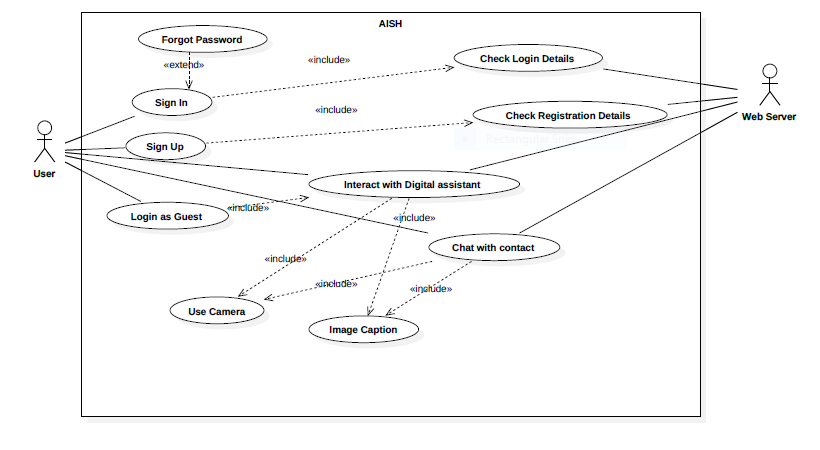 AISH
Forgot Password
«extend»
«include»
Check Login Details
Sign In
«include»
Check Registration Details
Web Server
Sign Up
User
Interact with Digital assistant
Login as Guest
«include»
«include»
Chat with contact
«include»
«include»
«include»
Use Camera
Image Caption